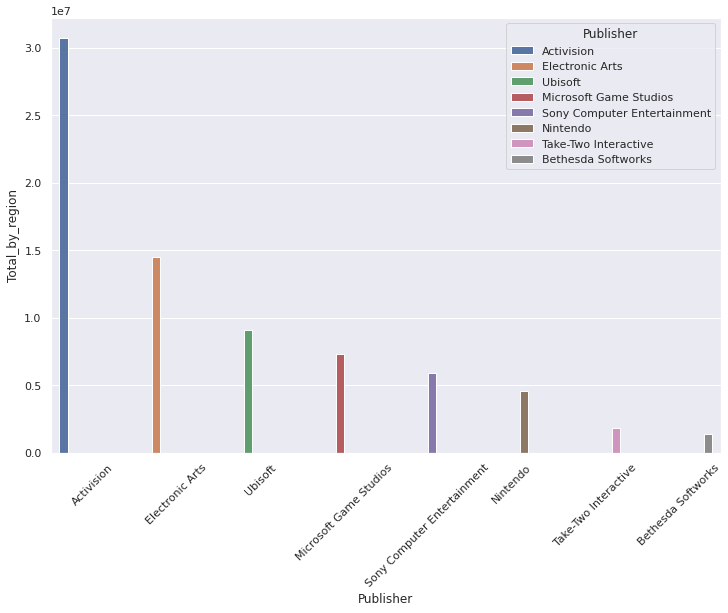 1e7
3.0
2.5
2.0
1.5
1.0
0.5
0.0
Total_by_region
Publisher
Activision
Electronic Arts
Ubisoft
Microsoft Game Studios
Sony Computer Entertainment
Nintendo
Take-Two Interactive
Bethesda Softworks
Activision
Electronic Arts
Ubisoft
Microsoft Game Studios
Sony Computer Entertainment
Nintendo
Take-Two Interactive
Bethesda Softworks
Publisher